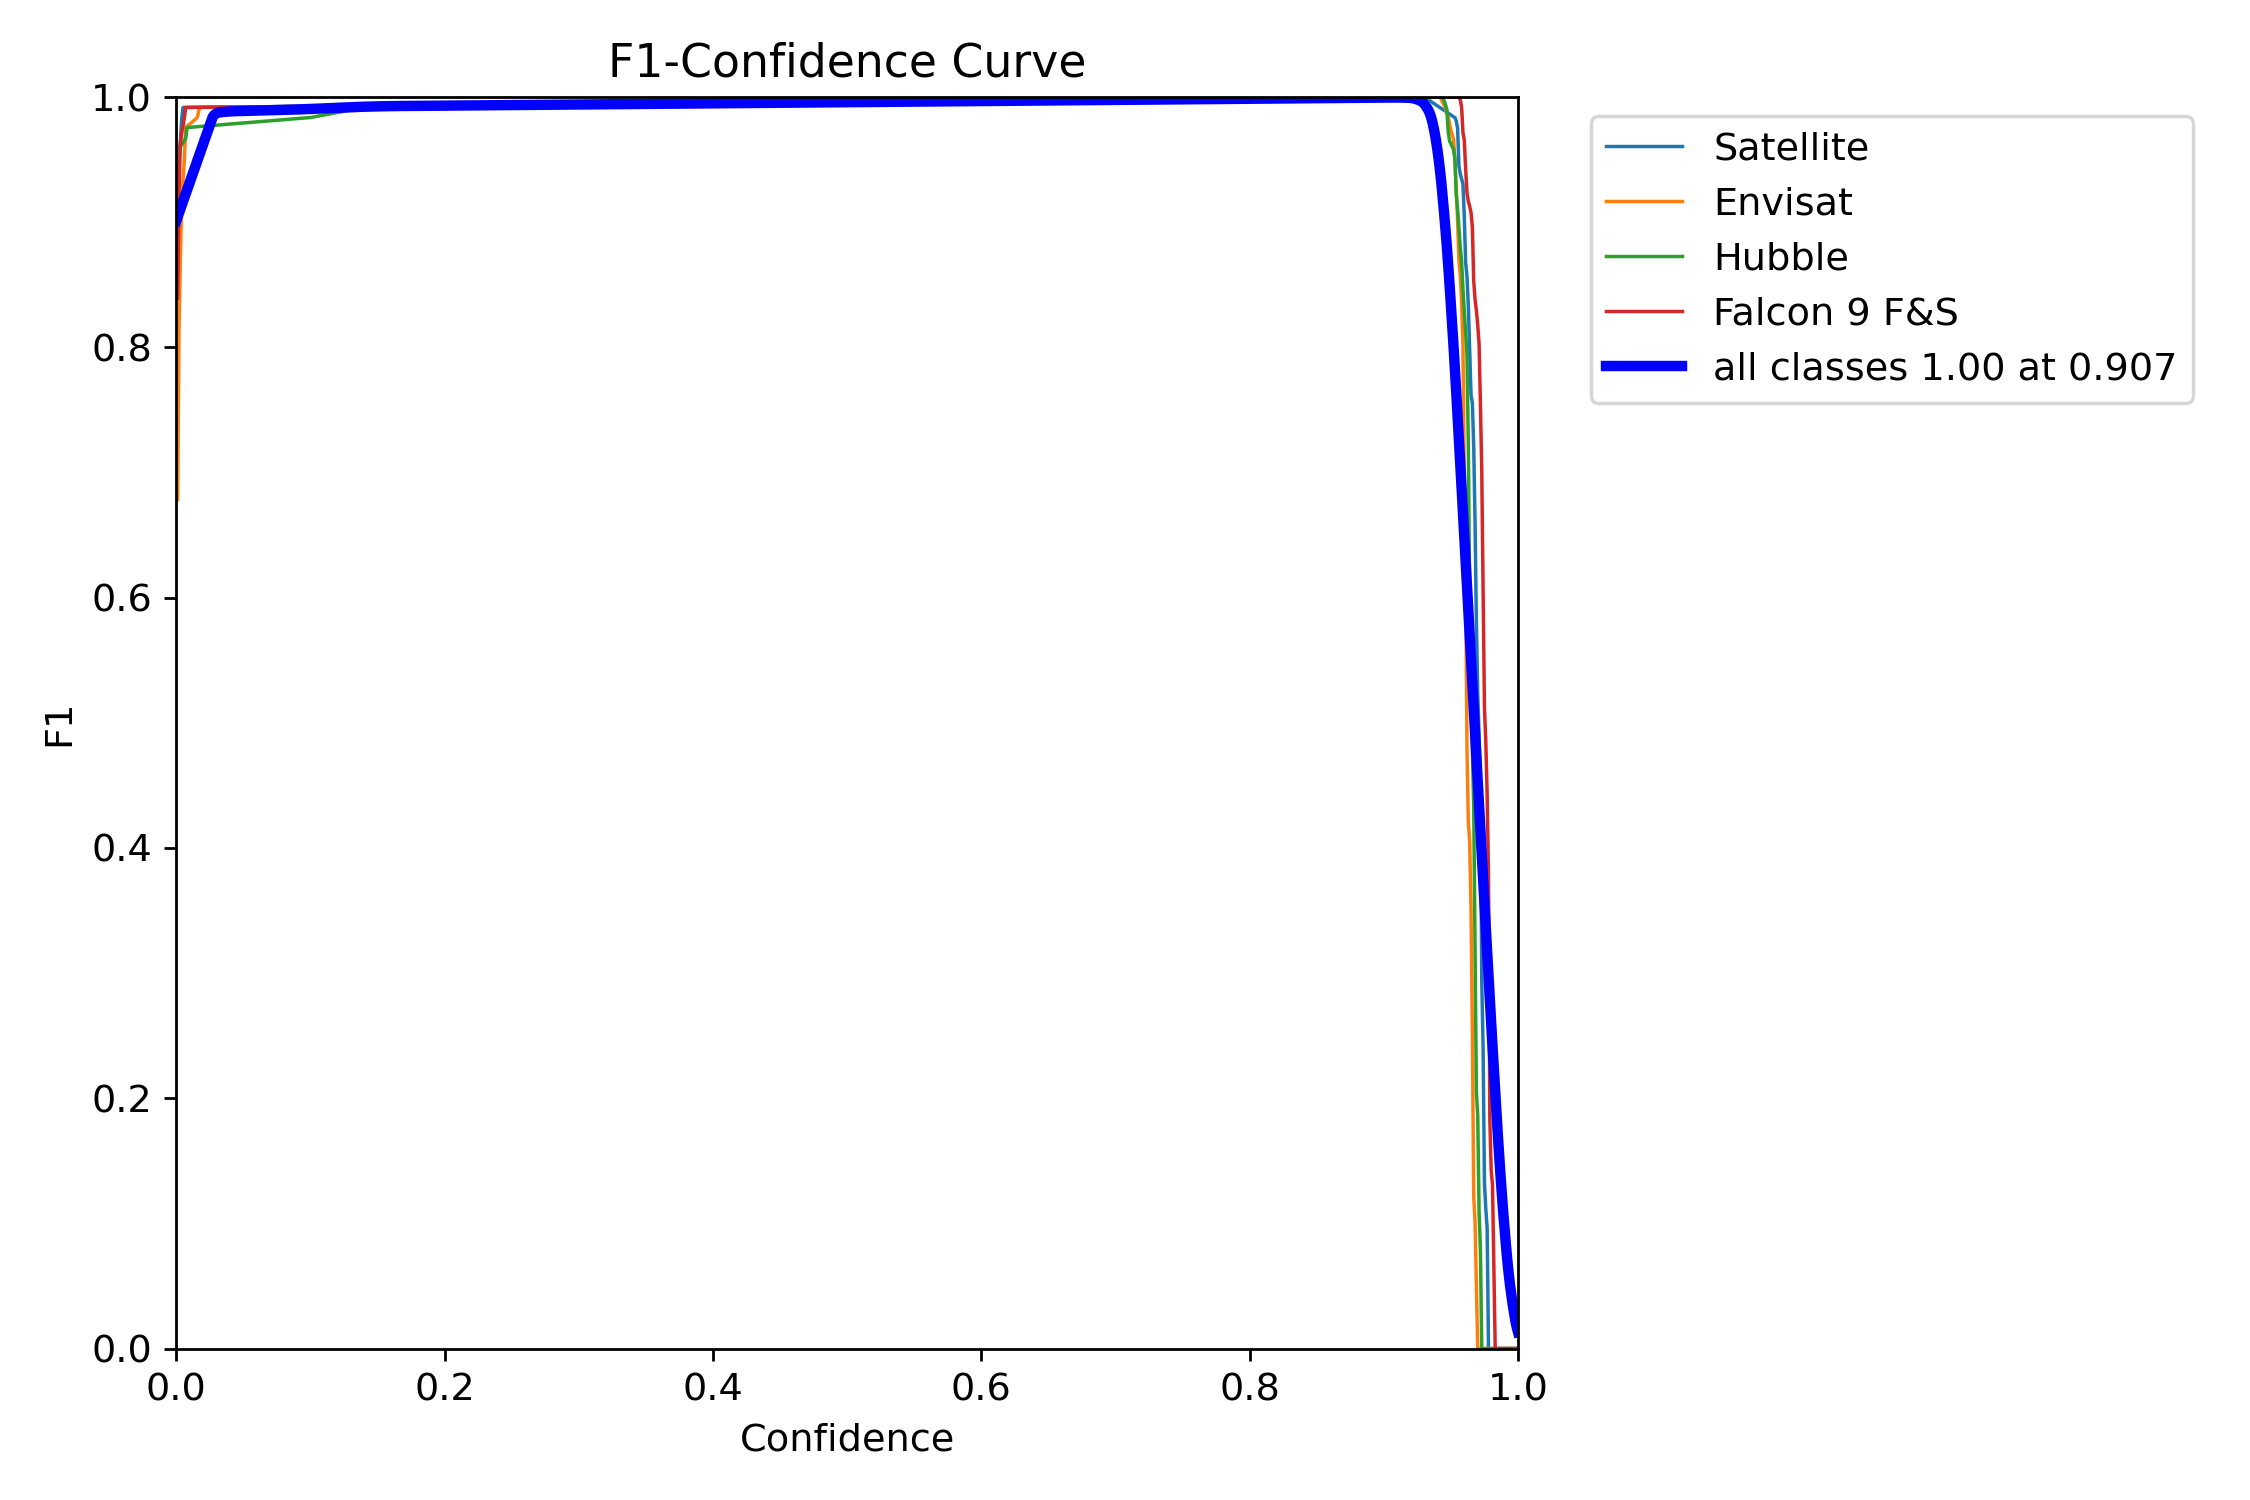 F1-Confidence Curve
1.0
0.8
0.6
0.4
0.2
0.0
F1
0.0 0.2 0.4 0.6 0.8 1.0
Confidence
Satellite
Envisat
Hubble
Falcon 9 F&S
all classes 1.00 at 0.907